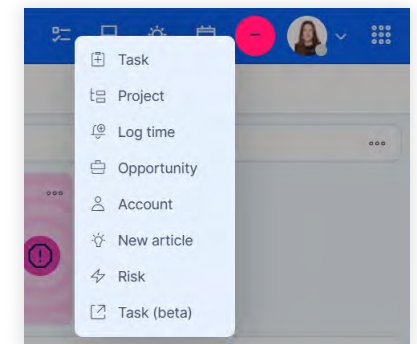 Task
Project
Log time
Opportunity
Account
New article
Risk
Task (beta)